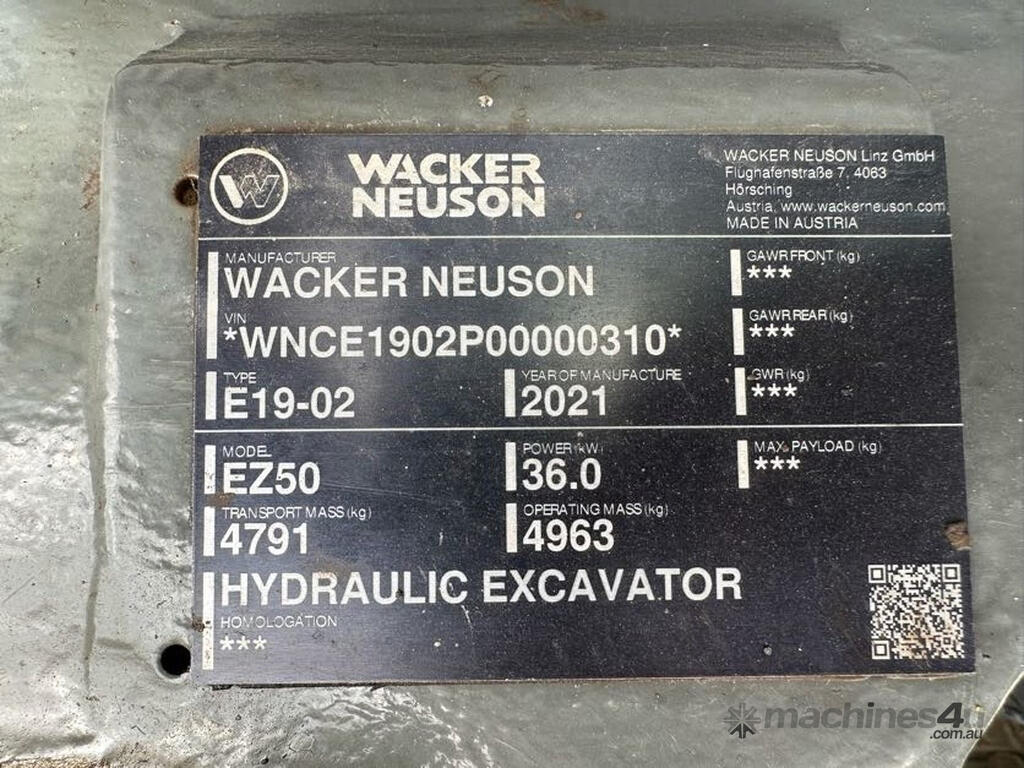 WACKER
NEUSON
WACKER NEUSON Linz GmbH
Flughafenstraße 7, 4063
Hörsching
Austria, www.wackerneuson.com
MADE IN AUSTRIA
MANUFACTURER
WACKER NEUSON
VIN
*WNCE1902P00000310*
TYPE
E19-02
YEAR OF MANUFACTURE
2021
GAWR FRONT (kg)
***
GAWR REAR (kg)
***
GWR (kg)
***
MODEL
EZ50
POWER (kW)
36.0
MAX. PAYLOAD (kg)
***
TRANSPORT MASS (kg)
4791
OPERATING MASS (kg)
4963
HYDRAULIC EXCAVATOR
HOMOLOGATION
***
machines4u
.com.au